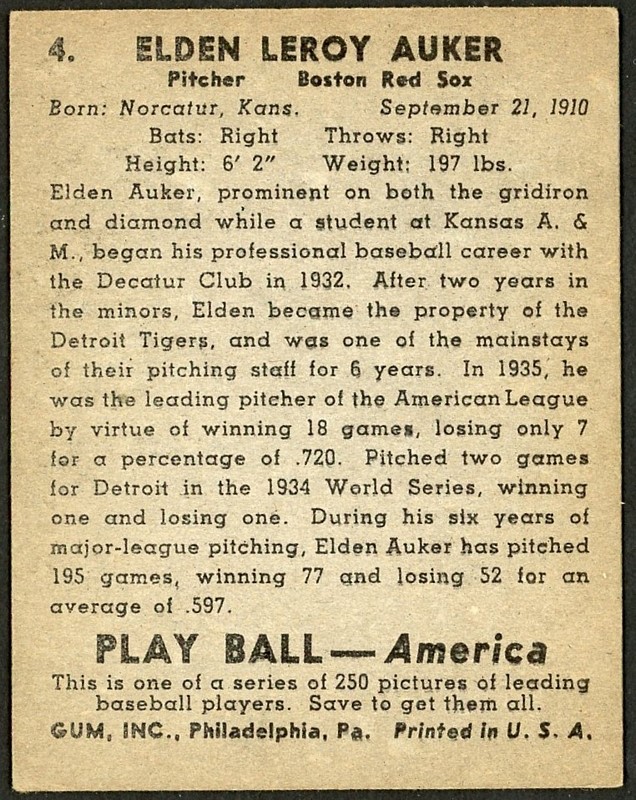 4. ELDEN LEROY AUKER
Pitcher Boston Red Sox
Born: Norcatur, Kans. September 21, 1910
Bats: Right Throws: Right
Height: 6' 2" Weight: 197 lbs.
Elden Auker, prominent on both the gridiron
and diamond while a student at Kansas A. &
M., began his professional baseball career with
the Decatur Club in 1932. After two years in
the minors, Elden became the property of the
Detroit Tigers, and was one of the mainstays
of their pitching staff for 6 years. In 1935, he
was the leading pitcher of the American League
by virtue of winning 18 games, losing only 7
for a percentage of .720. Pitched two games
for Detroit in the 1934 World Series, winning
one and losing one. During his six years of
major-league pitching, Elden Auker has pitched
195 games, winning 77 and losing 52 for an
average of .597.
PLAY BALL — America
This is one of a series of 250 pictures of leading
baseball players. Save to get them all.
GUM, INC., Philadelphia, Pa. Printed in U. S. A.